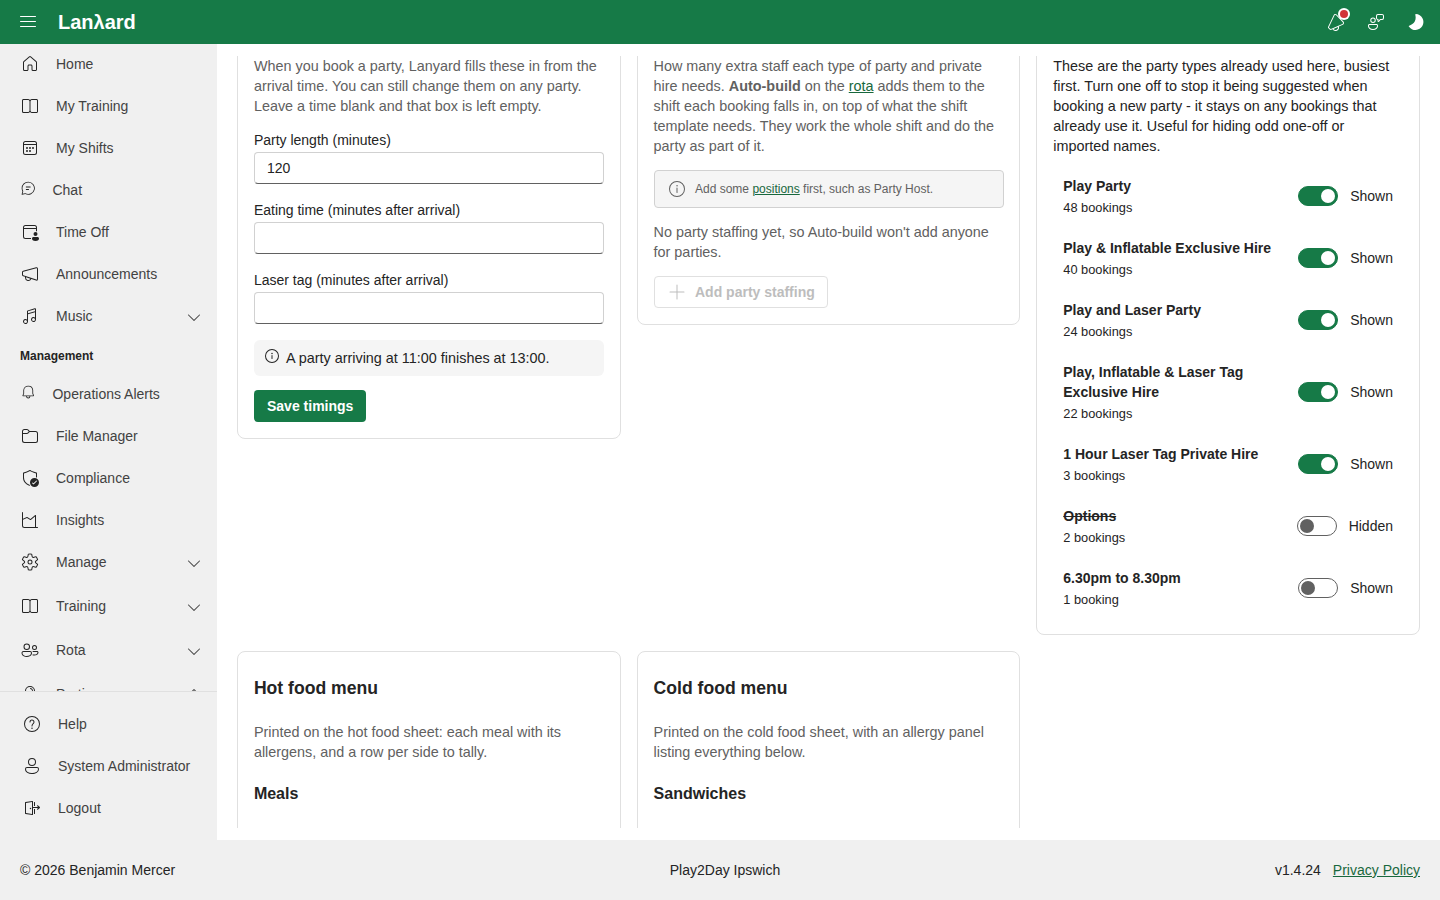 Lanλard
Home
My Training
My Shifts
Chat
Time Off
Announcements
Music
Management
Operations Alerts
File Manager
Compliance
Insights
Manage
Training
Rota
Help
System Administrator
Logout
When you book a party, Lanyard fills these in from the
arrival time. You can still change them on any party.
Leave a time blank and that box is left empty.
Party length (minutes)
120
Eating time (minutes after arrival)
Laser tag (minutes after arrival)
A party arriving at 11:00 finishes at 13:00.
Save timings
How many extra staff each type of party and private
hire needs. Auto-build on the rota adds them to the
shift each booking falls in, on top of what the shift
template needs. They work the whole shift and do the
party as part of it.
Add some positions first, such as Party Host.
No party staffing yet, so Auto-build won't add anyone
for parties.
Add party staffing
These are the party types already used here, busiest
first. Turn one off to stop it being suggested when
booking a new party - it stays on any bookings that
already use it. Useful for hiding odd one-off or
imported names.
Play Party
48 bookings
Shown
Play & Inflatable Exclusive Hire
40 bookings
Shown
Play and Laser Party
24 bookings
Shown
Play, Inflatable & Laser Tag
Exclusive Hire
22 bookings
Shown
1 Hour Laser Tag Private Hire
3 bookings
Shown
Options
2 bookings
Hidden
6.30pm to 8.30pm
1 booking
Shown
Hot food menu
Printed on the hot food sheet: each meal with its
allergens, and a row per side to tally.
Meals
Cold food menu
Printed on the cold food sheet, with an allergy panel
listing everything below.
Sandwiches
© 2026 Benjamin Mercer
Play2Day Ipswich
v1.4.24 Privacy Policy